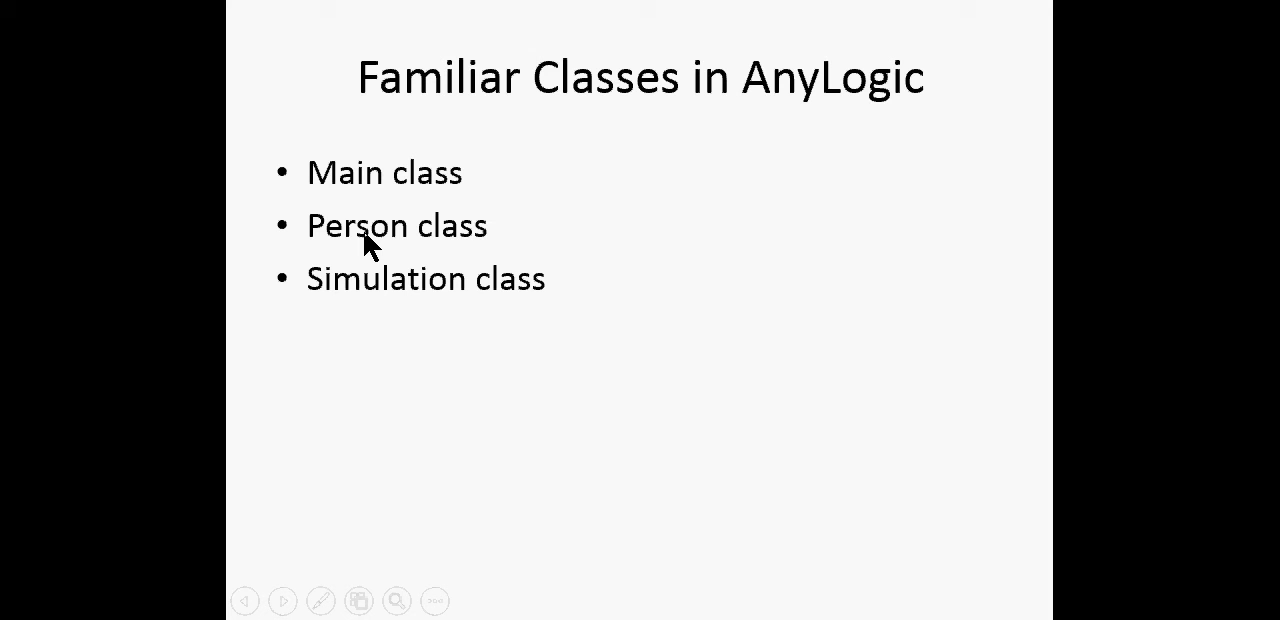 Familiar Classes in AnyLogic
• Main class
• Person class
• Simulation class